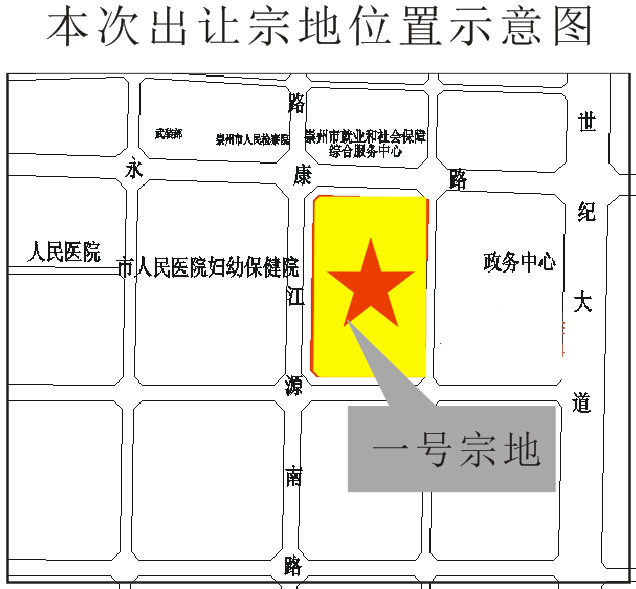 本次出让宗地位置示意图
路
世纪大道
武装部
崇州市人民检察院
崇州市就业和社会保障
综合服务中心
永康路
人民医院
市人民医院妇幼保健院
政务中心
江源南路
一号宗地